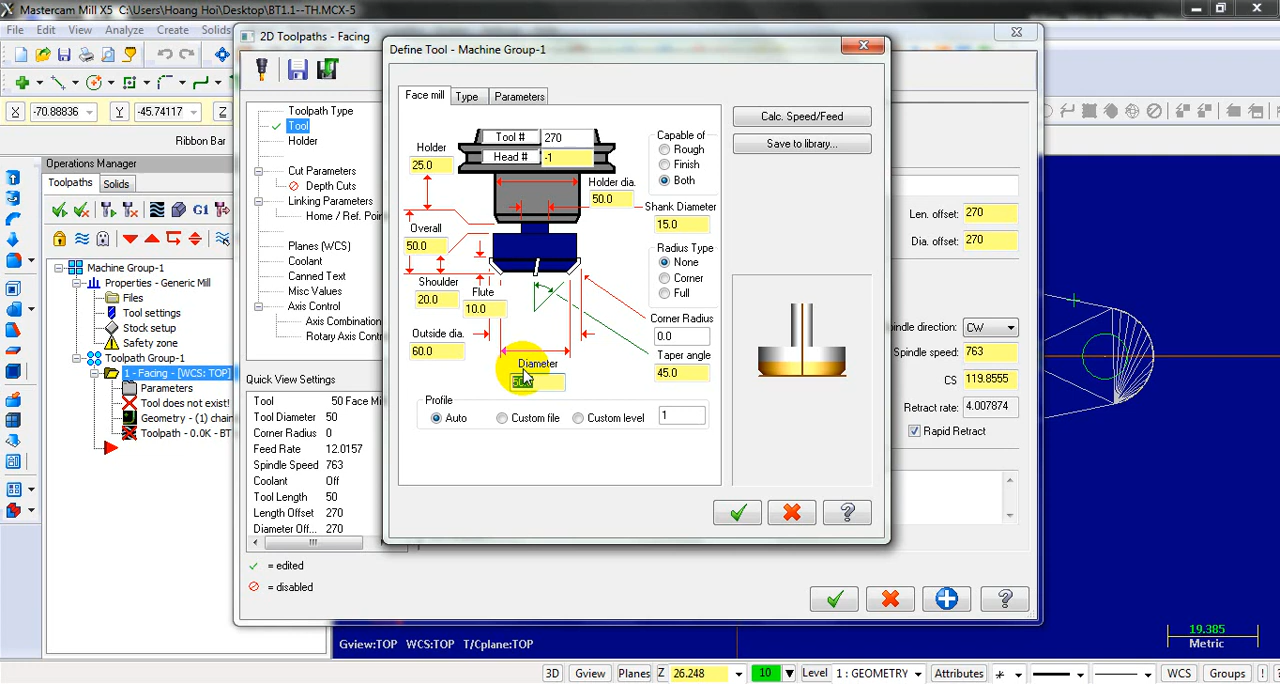 Mastercam Mill X5 C:\Users\Hoang Hoi\Desktop\BT1.1--TH.MCX-5
File Edit View Analyze Create Solids
X -70.88836 Y -45.74117 Z
Ribbon Bar
Operations Manager
Toolpaths Solids
G1
Machine Group-1
Properties - Generic Mill
Files
Tool settings
Stock setup
Safety zone
Toolpath Group-1
1 - Facing - [WCS: TOP]
Parameters
Tool does not exist!
Geometry - (1) chain
Toolpath - 0.0K - BT
2D Toolpaths - Facing
Toolpath Type
Tool
Holder
Cut Parameters
Depth Cuts
Linking Parameters
Home / Ref. Poin
Planes (WCS)
Coolant
Canned Text
Misc Values
Axis Control
Axis Combination
Rotary Axis Contr
Quick View Settings
Tool 50 Face Mi
Tool Diameter 50
Corner Radius 0
Feed Rate 12.0157
Spindle Speed 763
Coolant Off
Tool Length 50
Length Offset 270
Diameter Off... 270
= edited
= disabled
Define Tool - Machine Group-1
Face mill Type Parameters
Tool # 270
Head # -1
Holder
25.0
Holder dia.
50.0
Overall
50.0
Shoulder
20.0
Flute
10.0
Outside dia.
60.0
Diameter
Capable of
Rough
Finish
Both
Shank Diameter
15.0
Radius Type
None
Corner
Full
Corner Radius
0.0
Taper angle
45.0
Profile
Auto Custom file Custom level 1
Calc. Speed/Feed
Save to library...
Len. offset: 270
Dia. offset: 270
indle direction: CW
Spindle speed: 763
CS 119.8555
Retract rate: 4.007874
Rapid Retract
Gview:TOP WCS:TOP T/Cplane:TOP
19.385
Metric
3D Gview Planes Z 26.248 10 Level 1 : GEOMETRY Attributes WCS Groups !